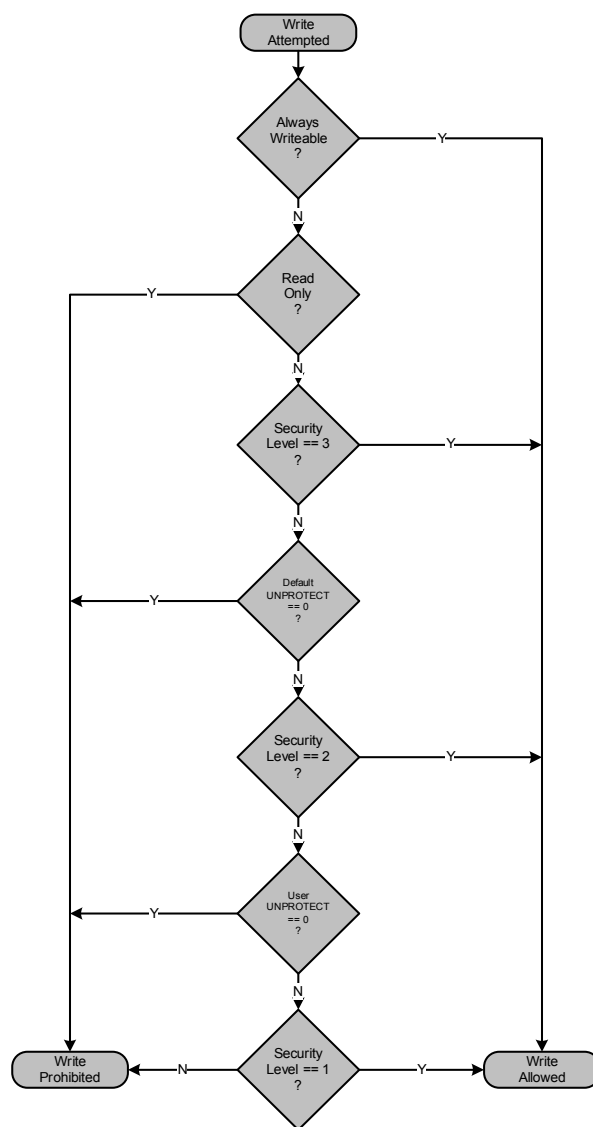 Write
Attempted
Always
Writeable
?
Y
N
Read
Only
?
Y
N
Security
Level == 3
?
Y
N
Default
UNPROTECT
== 0
?
Y
N
Security
Level == 2
?
Y
N
User
UNPROTECT
== 0
?
Y
N
Write
Prohibited
N
Security
Level == 1
?
Y
Write
Allowed